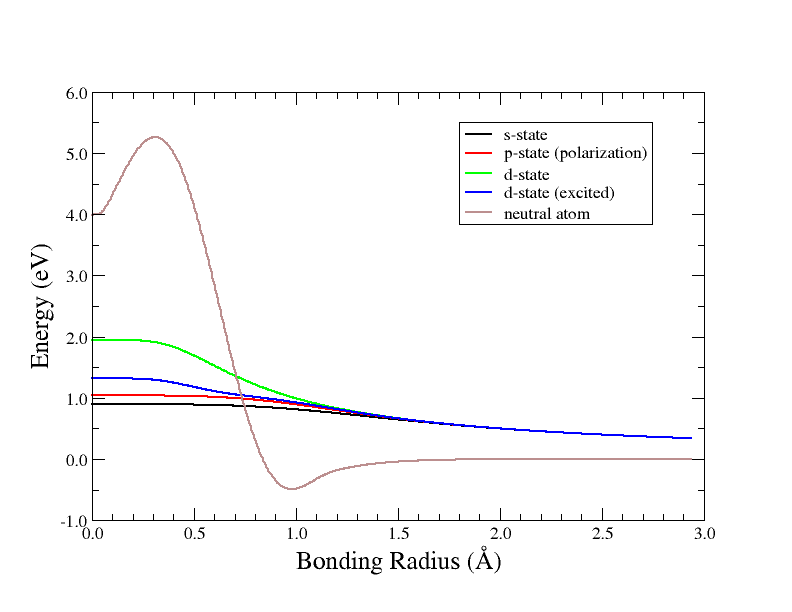 6.0
5.0
4.0
3.0
2.0
1.0
0.0
-1.0
Energy (eV)
s-state
p-state (polarization)
d-state
d-state (excited)
neutral atom
0.0 0.5 1.0 1.5 2.0 2.5 3.0
Bonding Radius (Å)